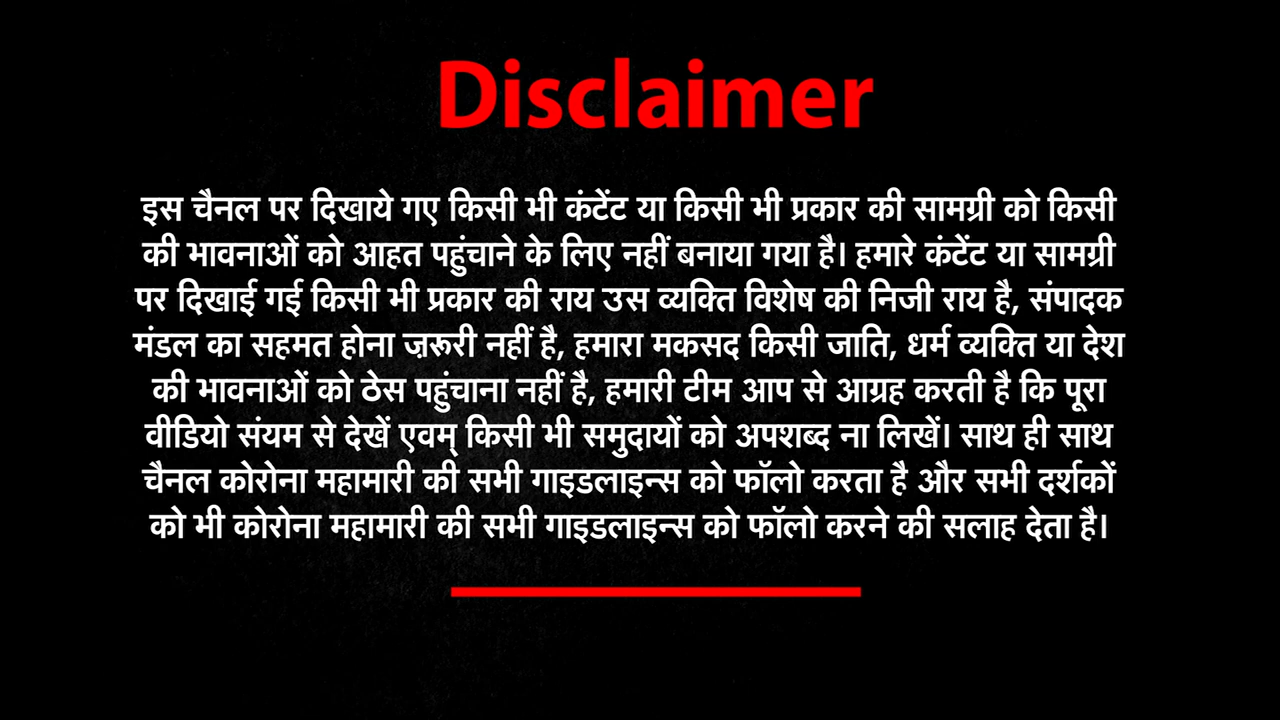 Disclaimer
इस चैनल पर दिखाये गए किसी भी कंटेंट या किसी भी प्रकार की सामग्री को किसी
की भावनाओं को आहत पहुंचाने के लिए नहीं बनाया गया है। हमारे कंटेंट या सामग्री
पर दिखाई गई किसी भी प्रकार की राय उस व्यक्ति विशेष की निजी राय है, संपादक
मंडल का सहमत होना ज़रूरी नहीं है, हमारा मकसद किसी जाति, धर्म व्यक्ति या देश
की भावनाओं को ठेस पहुंचाना नहीं है, हमारी टीम आप से आग्रह करती है कि पूरा
वीडियो संयम से देखें एवम् किसी भी समुदायों को अपशब्द ना लिखें। साथ ही साथ
चैनल कोरोना महामारी की सभी गाइडलाइन्स को फॉलो करता है और सभी दर्शकों
को भी कोरोना महामारी की सभी गाइडलाइन्स को फॉलो करने की सलाह देता है।